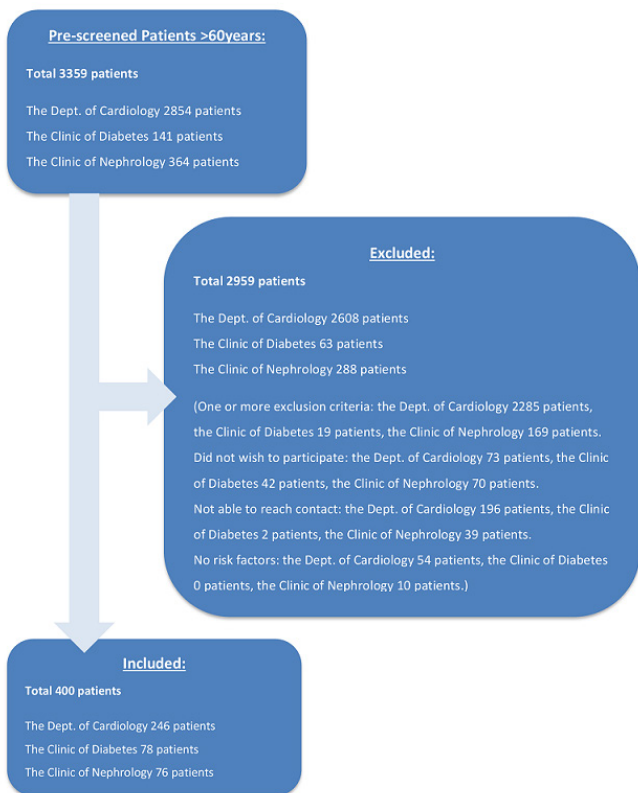 Pre-screened Patients >60years:
Total 3359 patients
The Dept. of Cardiology 2854 patients
The Clinic of Diabetes 141 patients
The Clinic of Nephrology 364 patients
Excluded:
Total 2959 patients
The Dept. of Cardiology 2608 patients
The Clinic of Diabetes 63 patients
The Clinic of Nephrology 288 patients
(One or more exclusion criteria: the Dept. of Cardiology 2285 patients,
the Clinic of Diabetes 19 patients, the Clinic of Nephrology 169 patients.
Did not wish to participate: the Dept. of Cardiology 73 patients, the Clinic
of Diabetes 42 patients, the Clinic of Nephrology 70 patients.
Not able to reach contact: the Dept. of Cardiology 196 patients, the Clinic
of Diabetes 2 patients, the Clinic of Nephrology 39 patients.
No risk factors: the Dept. of Cardiology 54 patients, the Clinic of Diabetes
0 patients, the Clinic of Nephrology 10 patients.)
Included:
Total 400 patients
The Dept. of Cardiology 246 patients
The Clinic of Diabetes 78 patients
The Clinic of Nephrology 76 patients